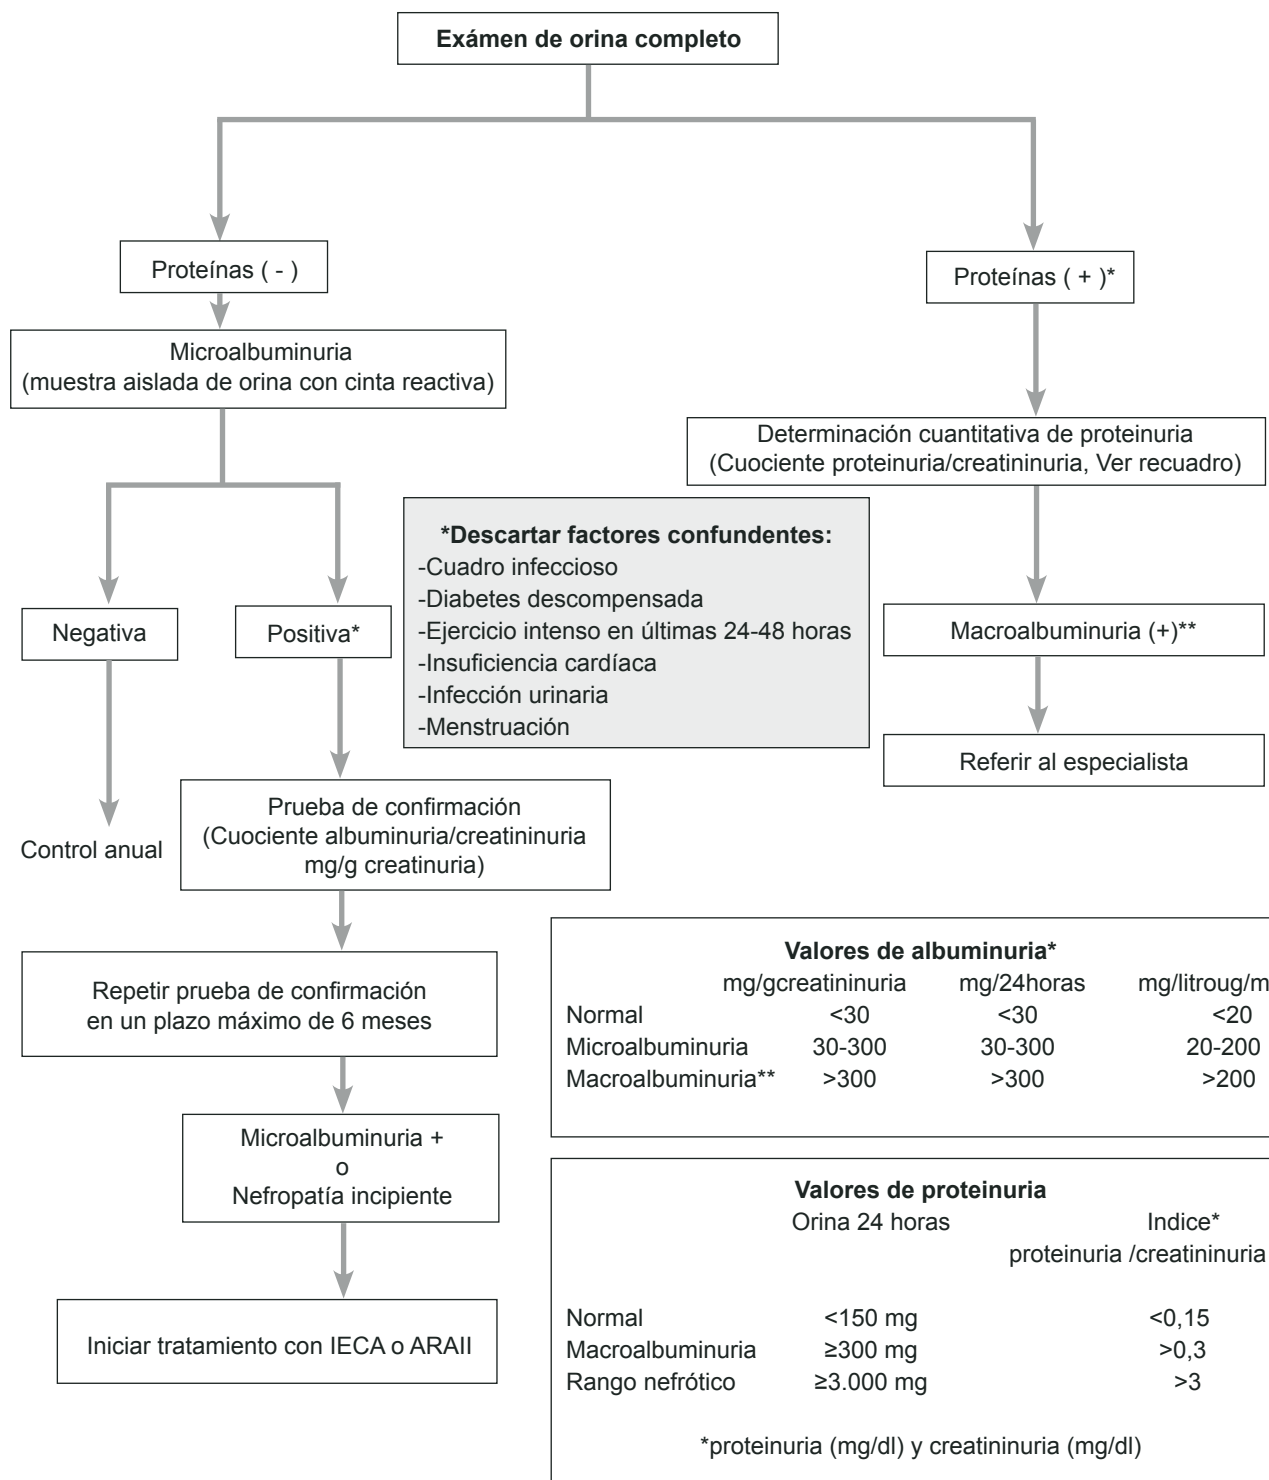 Exámen de orina completo
Proteínas ( - )
Proteínas ( + )*
Microalbuminuria
(muestra aislada de orina con cinta reactiva)
Determinación cuantitativa de proteinuria
(Cuociente proteinuria/creatininuria, Ver recuadro)
*Descartar factores confundentes:
-Cuadro infeccioso
-Diabetes descompensada
-Ejercicio intenso en últimas 24-48 horas
-Insuficiencia cardíaca
-Infección urinaria
-Menstruación
Negativa
Positiva*
Macroalbuminuria (+)**
Referir al especialista
Control anual
Prueba de confirmación
(Cuociente albuminuria/creatininuria
mg/g creatinuria)
Repetir prueba de confirmación
en un plazo máximo de 6 meses
Microalbuminuria +
o
Nefropatía incipiente
Iniciar tratamiento con IECA o ARAII
Valores de albuminuria*
mg/gcreatininuria mg/24horas mg/litroug/m
Normal <30 <30 <20
Microalbuminuria 30-300 30-300 20-200
Macroalbuminuria** >300 >300 >200
Valores de proteinuria
Orina 24 horas Indice*
proteinuria /creatininuria
Normal <150 mg <0,15
Macroalbuminuria ≥300 mg >0,3
Rango nefrótico ≥3.000 mg >3
*proteinuria (mg/dl) y creatininuria (mg/dl)